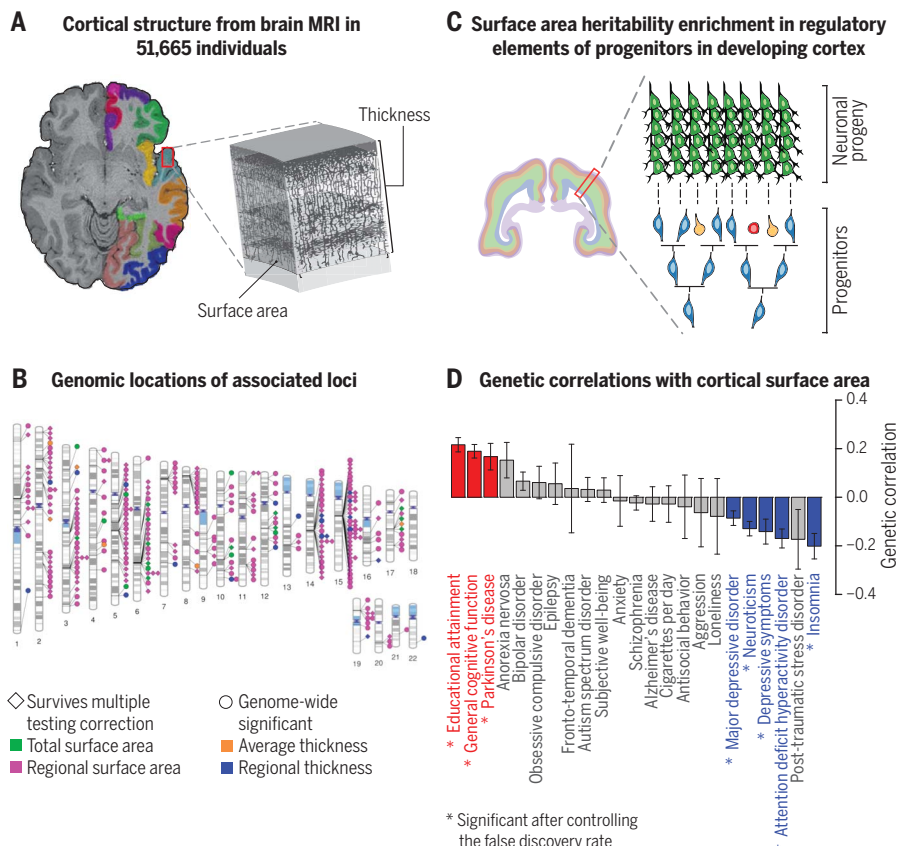 A Cortical structure from brain MRI in
51,665 individuals
Thickness
Surface area
B Genomic locations of associated loci
1
2
3
4
5
6
7
8
9
10
11
12
13
14
15
16
17
18
19
20
21
22
Survives multiple
testing correction
Genome-wide
significant
Total surface area
Average thickness
Regional surface area
Regional thickness
C Surface area heritability enrichment in regulatory
elements of progenitors in developing cortex
Neuronal
progeny
Progenitors
D Genetic correlations with cortical surface area
0.4
0.2
0.0
−0.2
−0.4
Genetic correlation
* Educational attainment
* General cognitive function
* Parkinson's disease
Anorexia nervosa
Bipolar disorder
Obsessive compulsive disorder
Epilepsy
Fronto-temporal dementia
Autism spectrum disorder
Subjective well-being
Anxiety
Schizophrenia
Alzheimer's disease
Cigarettes per day
Antisocial behavior
Aggression
Loneliness
* Major depressive disorder
* Neuroticism
* Depressive symptoms
Attention deficit hyperactivity disorder
Post-traumatic stress disorder
* Insomnia
* Significant after controlling
the false discovery rate